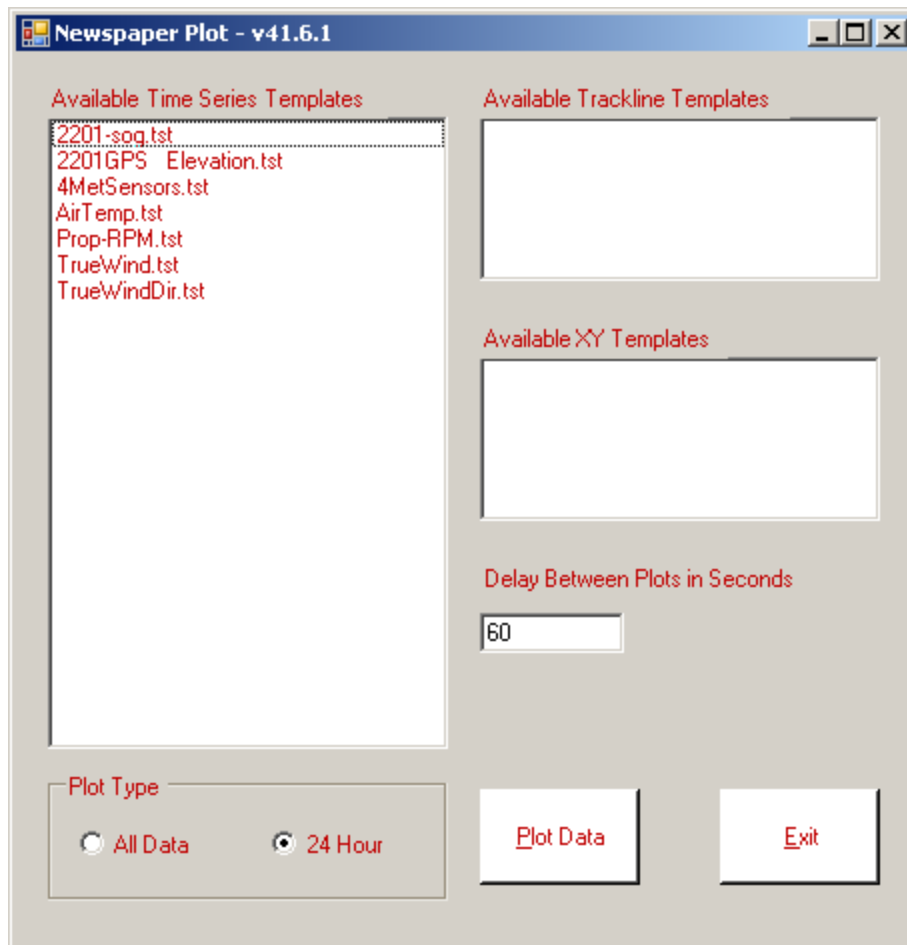 Newspaper Plot - v41.6.1
Available Time Series Templates
2201-sog.tst
2201GPS   Elevation.tst
4MetSensors.tst
AirTemp.tst
Prop-RPM.tst
TrueWind.tst
TrueWindDir.tst
Available Trackline Templates
Available XY Templates
Delay Between Plots in Seconds
60
Plot Type
All Data
24 Hour
Plot Data
Exit